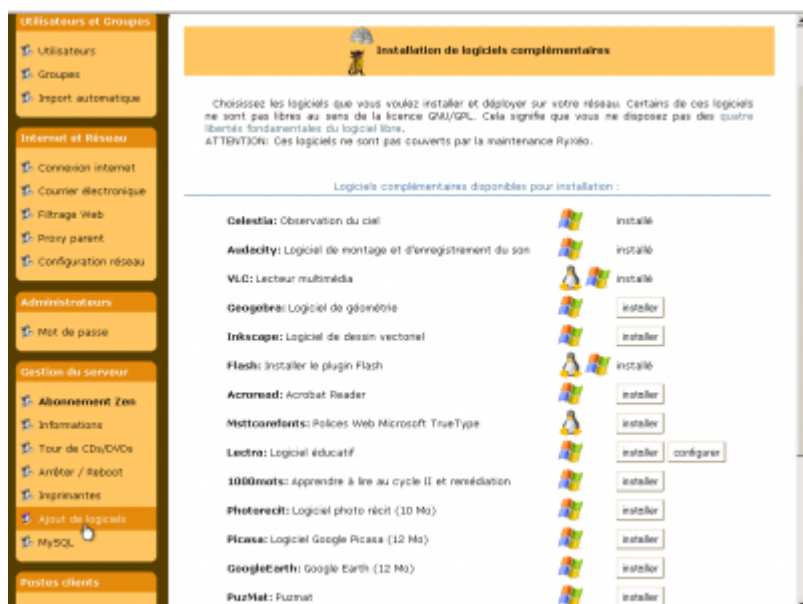 Utilisateurs et Groupes
Utilisateurs
Groupes
Import automatique
Internet et Réseau
Connexion internet
Courrier électronique
Filtrage Web
Proxy parent
Configuration réseau
Administrateurs
Mot de passe
Gestion du serveur
Abonnement Zen
Informations
Tour de CDs/DVDs
Arrêter / Reboot
Imprimantes
Ajout de logiciels
MySQL
Postes clients
Installation de logiciels complémentaires
Choisissez les logiciels que vous voulez installer et déployer sur votre réseau. Certains de ces logiciels
ne sont pas libres au sens de la licence GNU/GPL. Cela signifie que vous ne disposez pas des quatre
libertés fondamentales du logiciel libre.
ATTENTION: Ces logiciels ne sont pas couverts par la maintenance RyXéo.
Logiciels complémentaires disponibles pour installation :
Celestia: Observation du ciel installé
Audacity: Logiciel de montage et d'enregistrement du son installé
VLC: Lecteur multimédia installé
Geogebra: Logiciel de géométrie installer
Inkscape: Logiciel de dessin vectoriel installer
Flash: Installer le plugin Flash installé
Acroread: Acrobat Reader installer
Msttcorefonts: Polices Web Microsoft TrueType installer
Lectra: Logiciel éducatif installer configurer
1000mots: Apprendre à lire au cycle II et remédiation installer
Photorecit: Logiciel photo récit (10 Mo) installer
Picasa: Logiciel Google Picasa (12 Mo) installer
GoogleEarth: Google Earth (12 Mo) installer
PuzMat: Puzmat installer